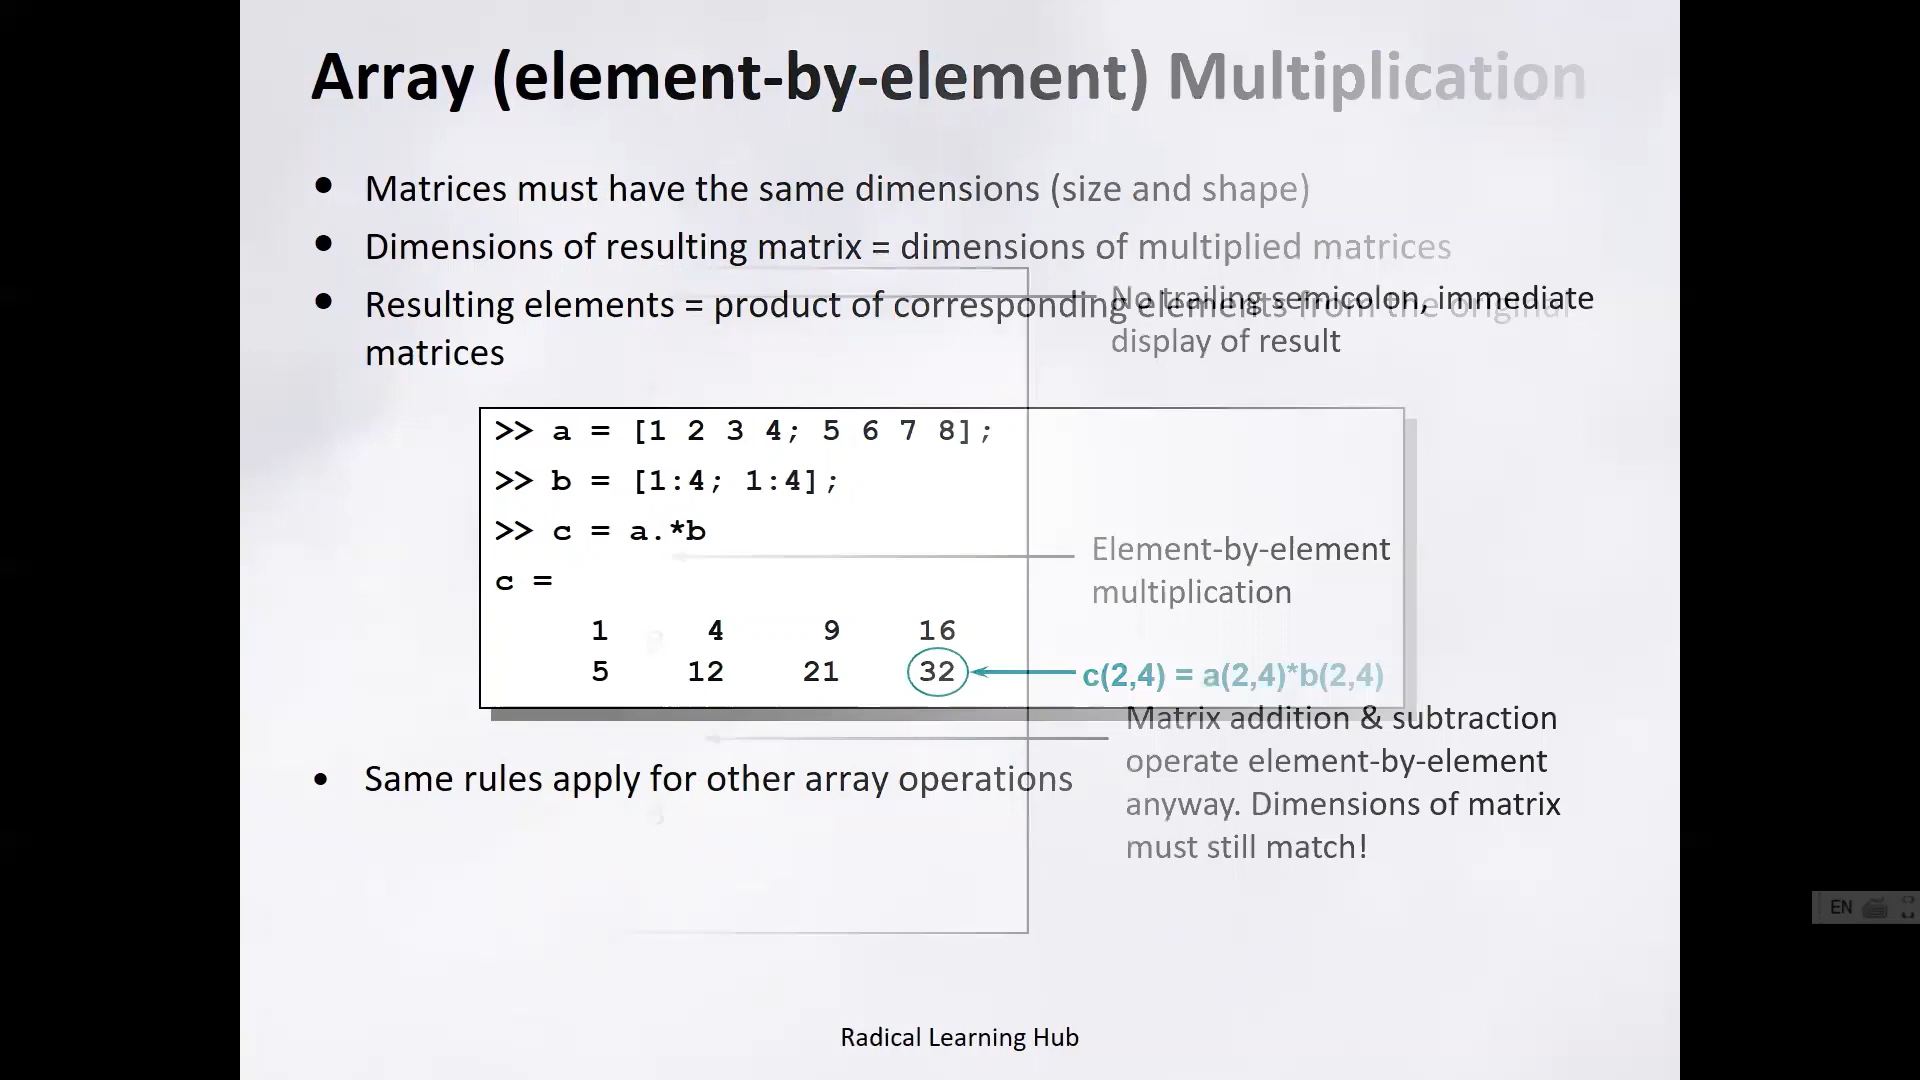 Array (element-by-element) Multiplication
• Matrices must have the same dimensions (size and shape)
• Dimensions of resulting matrix = dimensions of multiplied matrices
• Resulting elements = product of corresponding elements from the original
matrices
No trailing semicolon, immediate
display of result
>> a = [1 2 3 4; 5 6 7 8];
>> b = [1:4; 1:4];
>> c = a.*b
c =
1 4 9 16
5 12 21 32
Element-by-element
multiplication
c(2,4) = a(2,4)*b(2,4)
Matrix addition & subtraction
operate element-by-element
anyway. Dimensions of matrix
must still match!
• Same rules apply for other array operations
Radical Learning Hub
EN